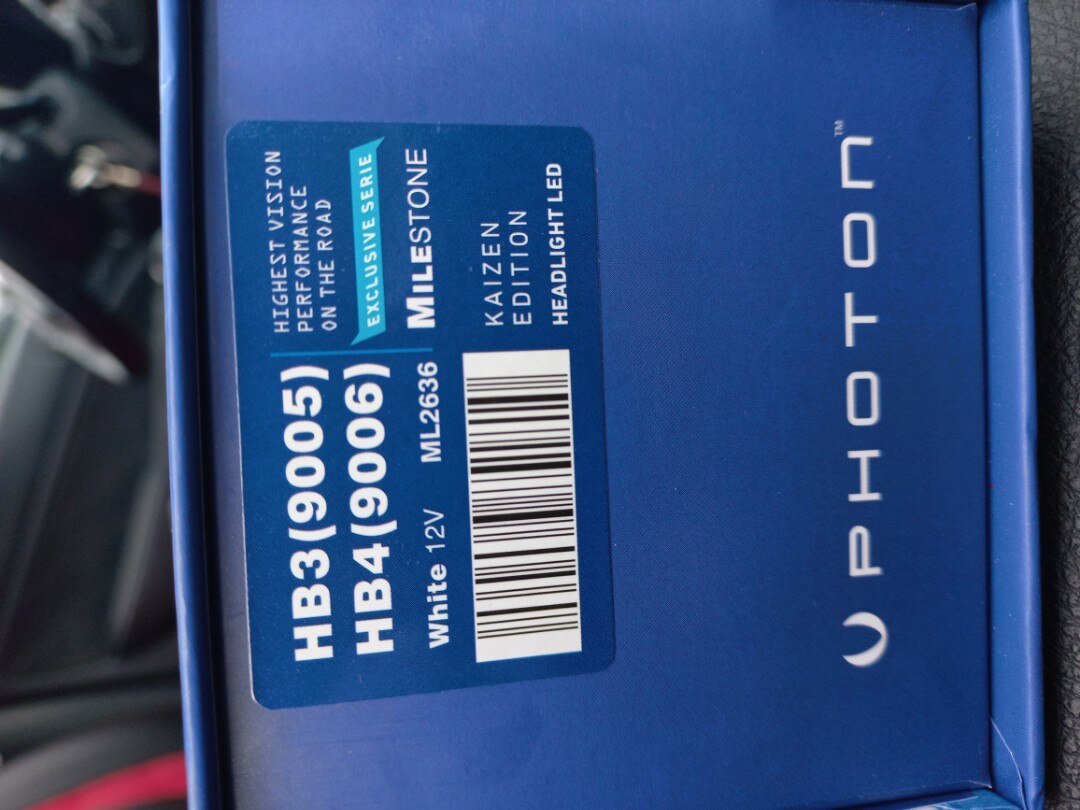 HB3(9005)
HB4(9006)
White 12V ML2636
HIGHEST VISION
PERFORMANCE
ON THE ROAD
EXCLUSIVE SERIE
MILESTONE
KAIZEN
EDITION
HEADLIGHT LED
PHOTON™